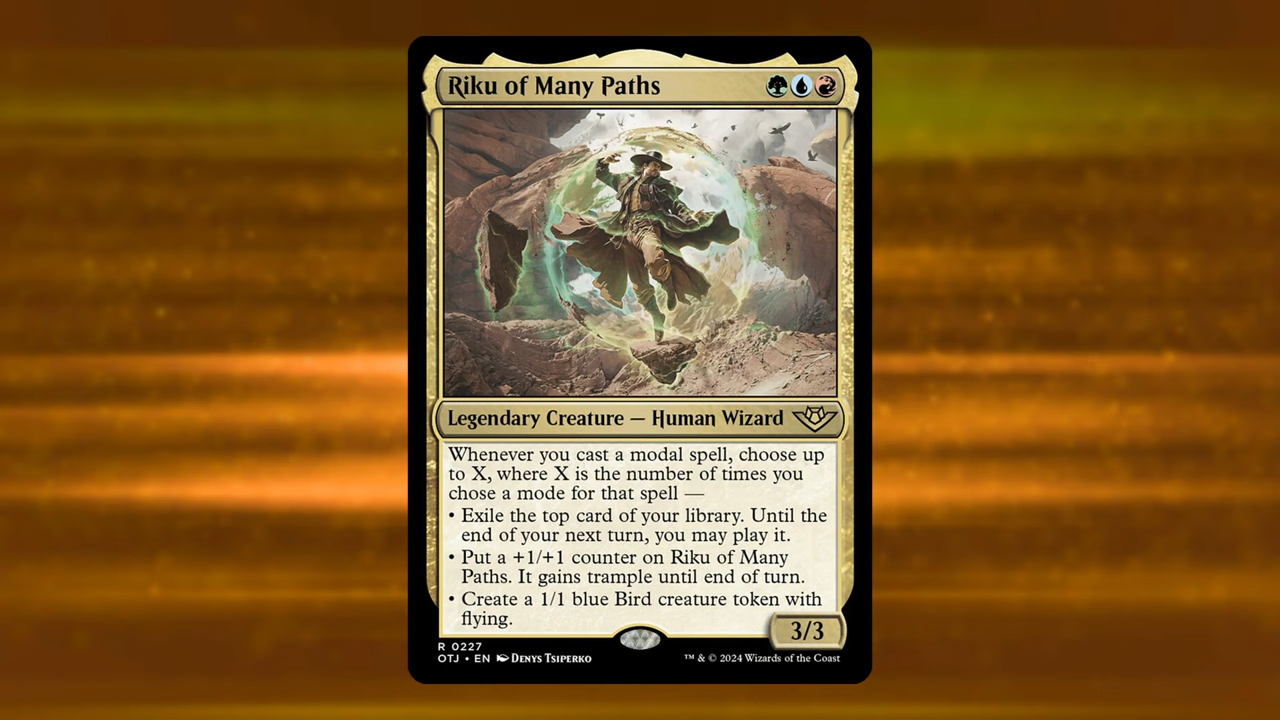 Riku of Many Paths
Legendary Creature — Human Wizard
Whenever you cast a modal spell, choose up
to X, where X is the number of times you
chose a mode for that spell —
• Exile the top card of your library. Until the
end of your next turn, you may play it.
• Put a +1/+1 counter on Riku of Many
Paths. It gains trample until end of turn.
• Create a 1/1 blue Bird creature token with
flying.
3/3
R 0227
OTJ • EN DENYS TSIPERKO
™ & © 2024 Wizards of the Coast